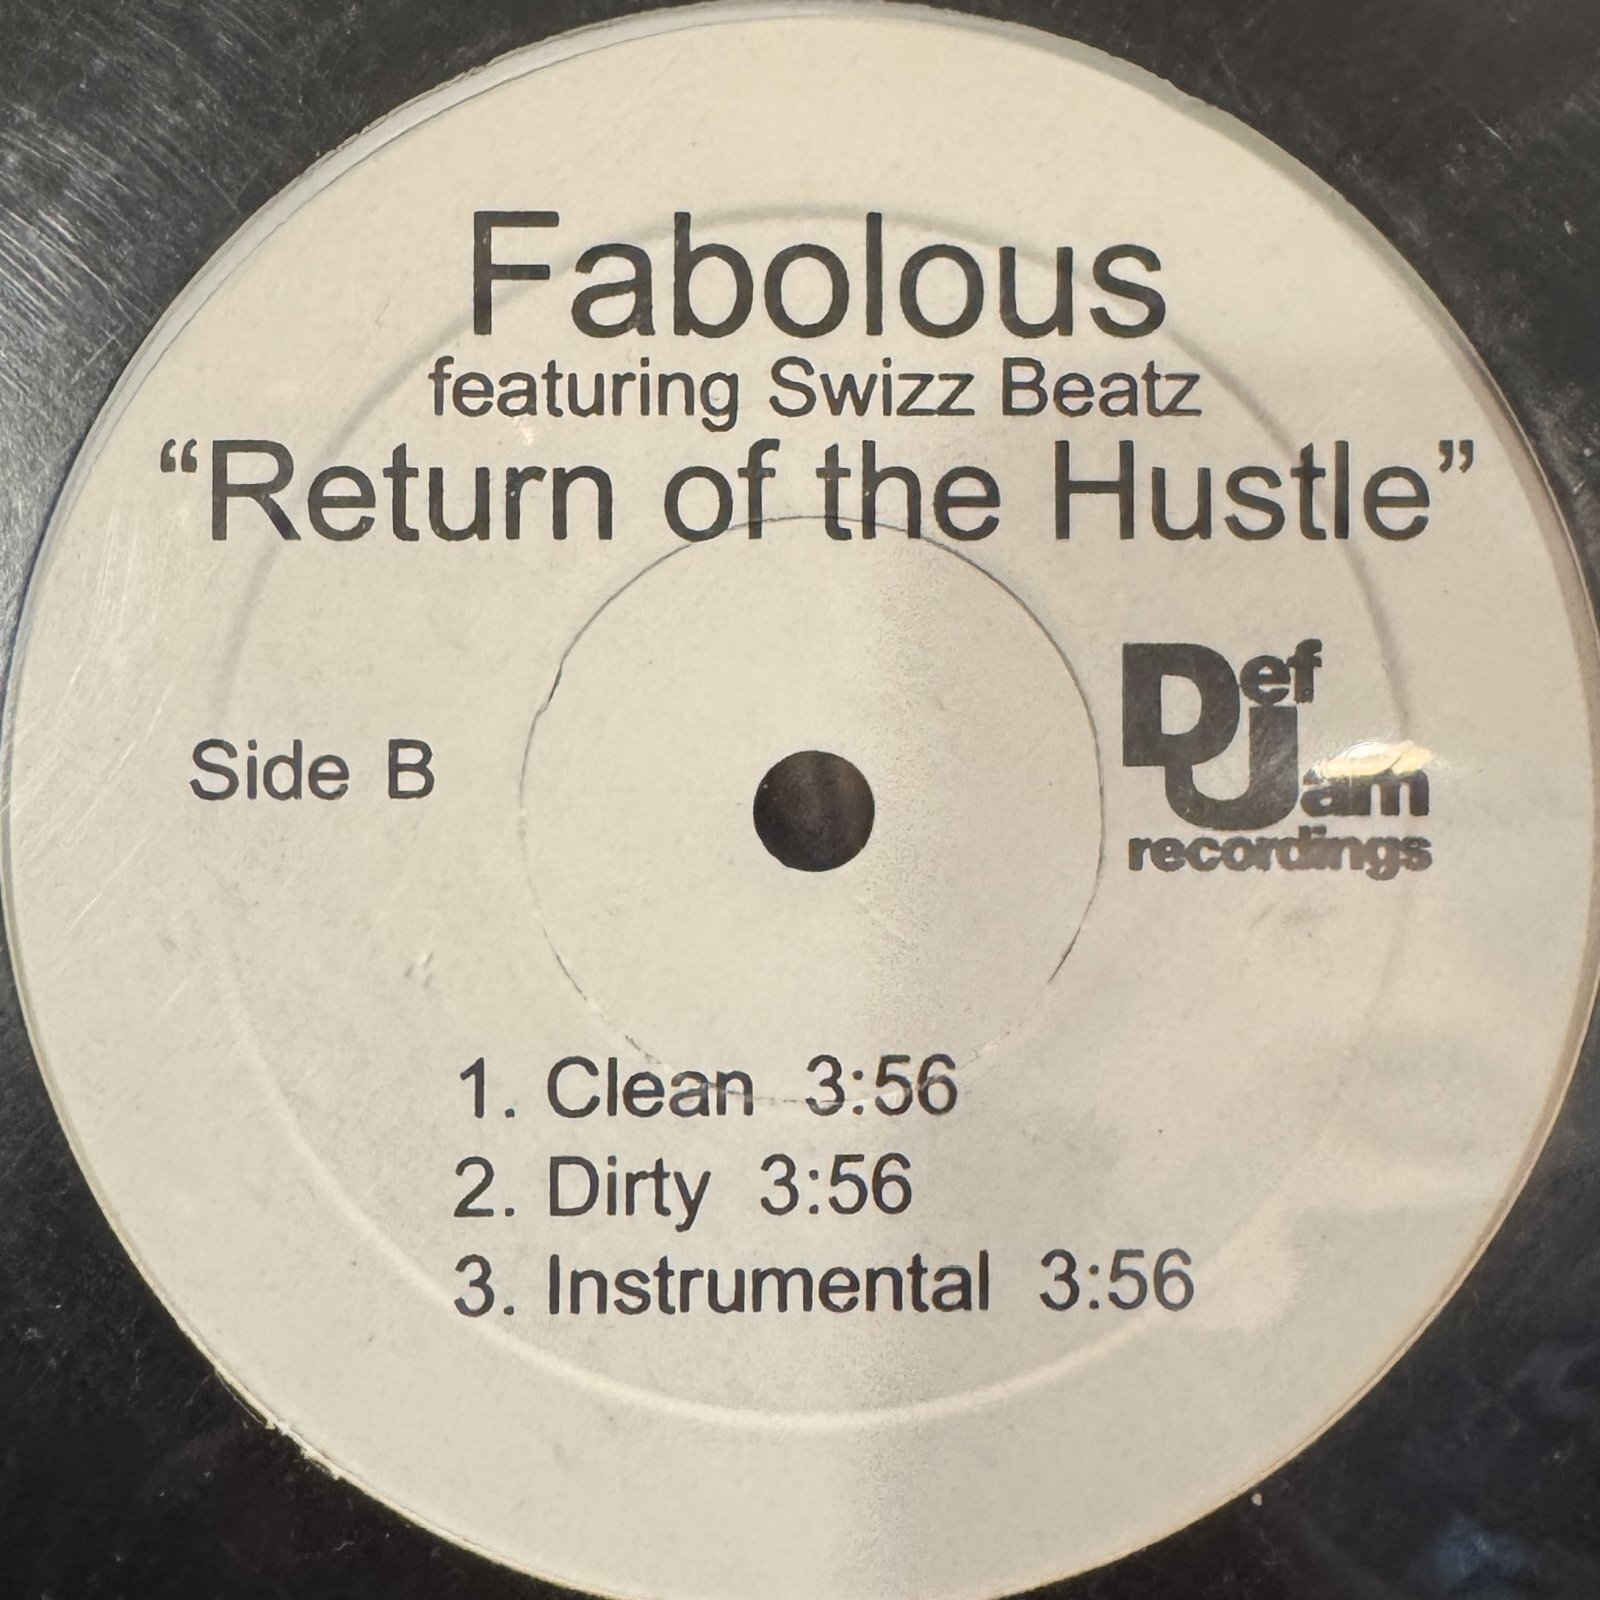 Fabolous
featuring Swizz Beatz
“Return of the Hustle”
Side B
Def Jam
recordings
1. Clean 3:56
2. Dirty 3:56
3. Instrumental 3:56